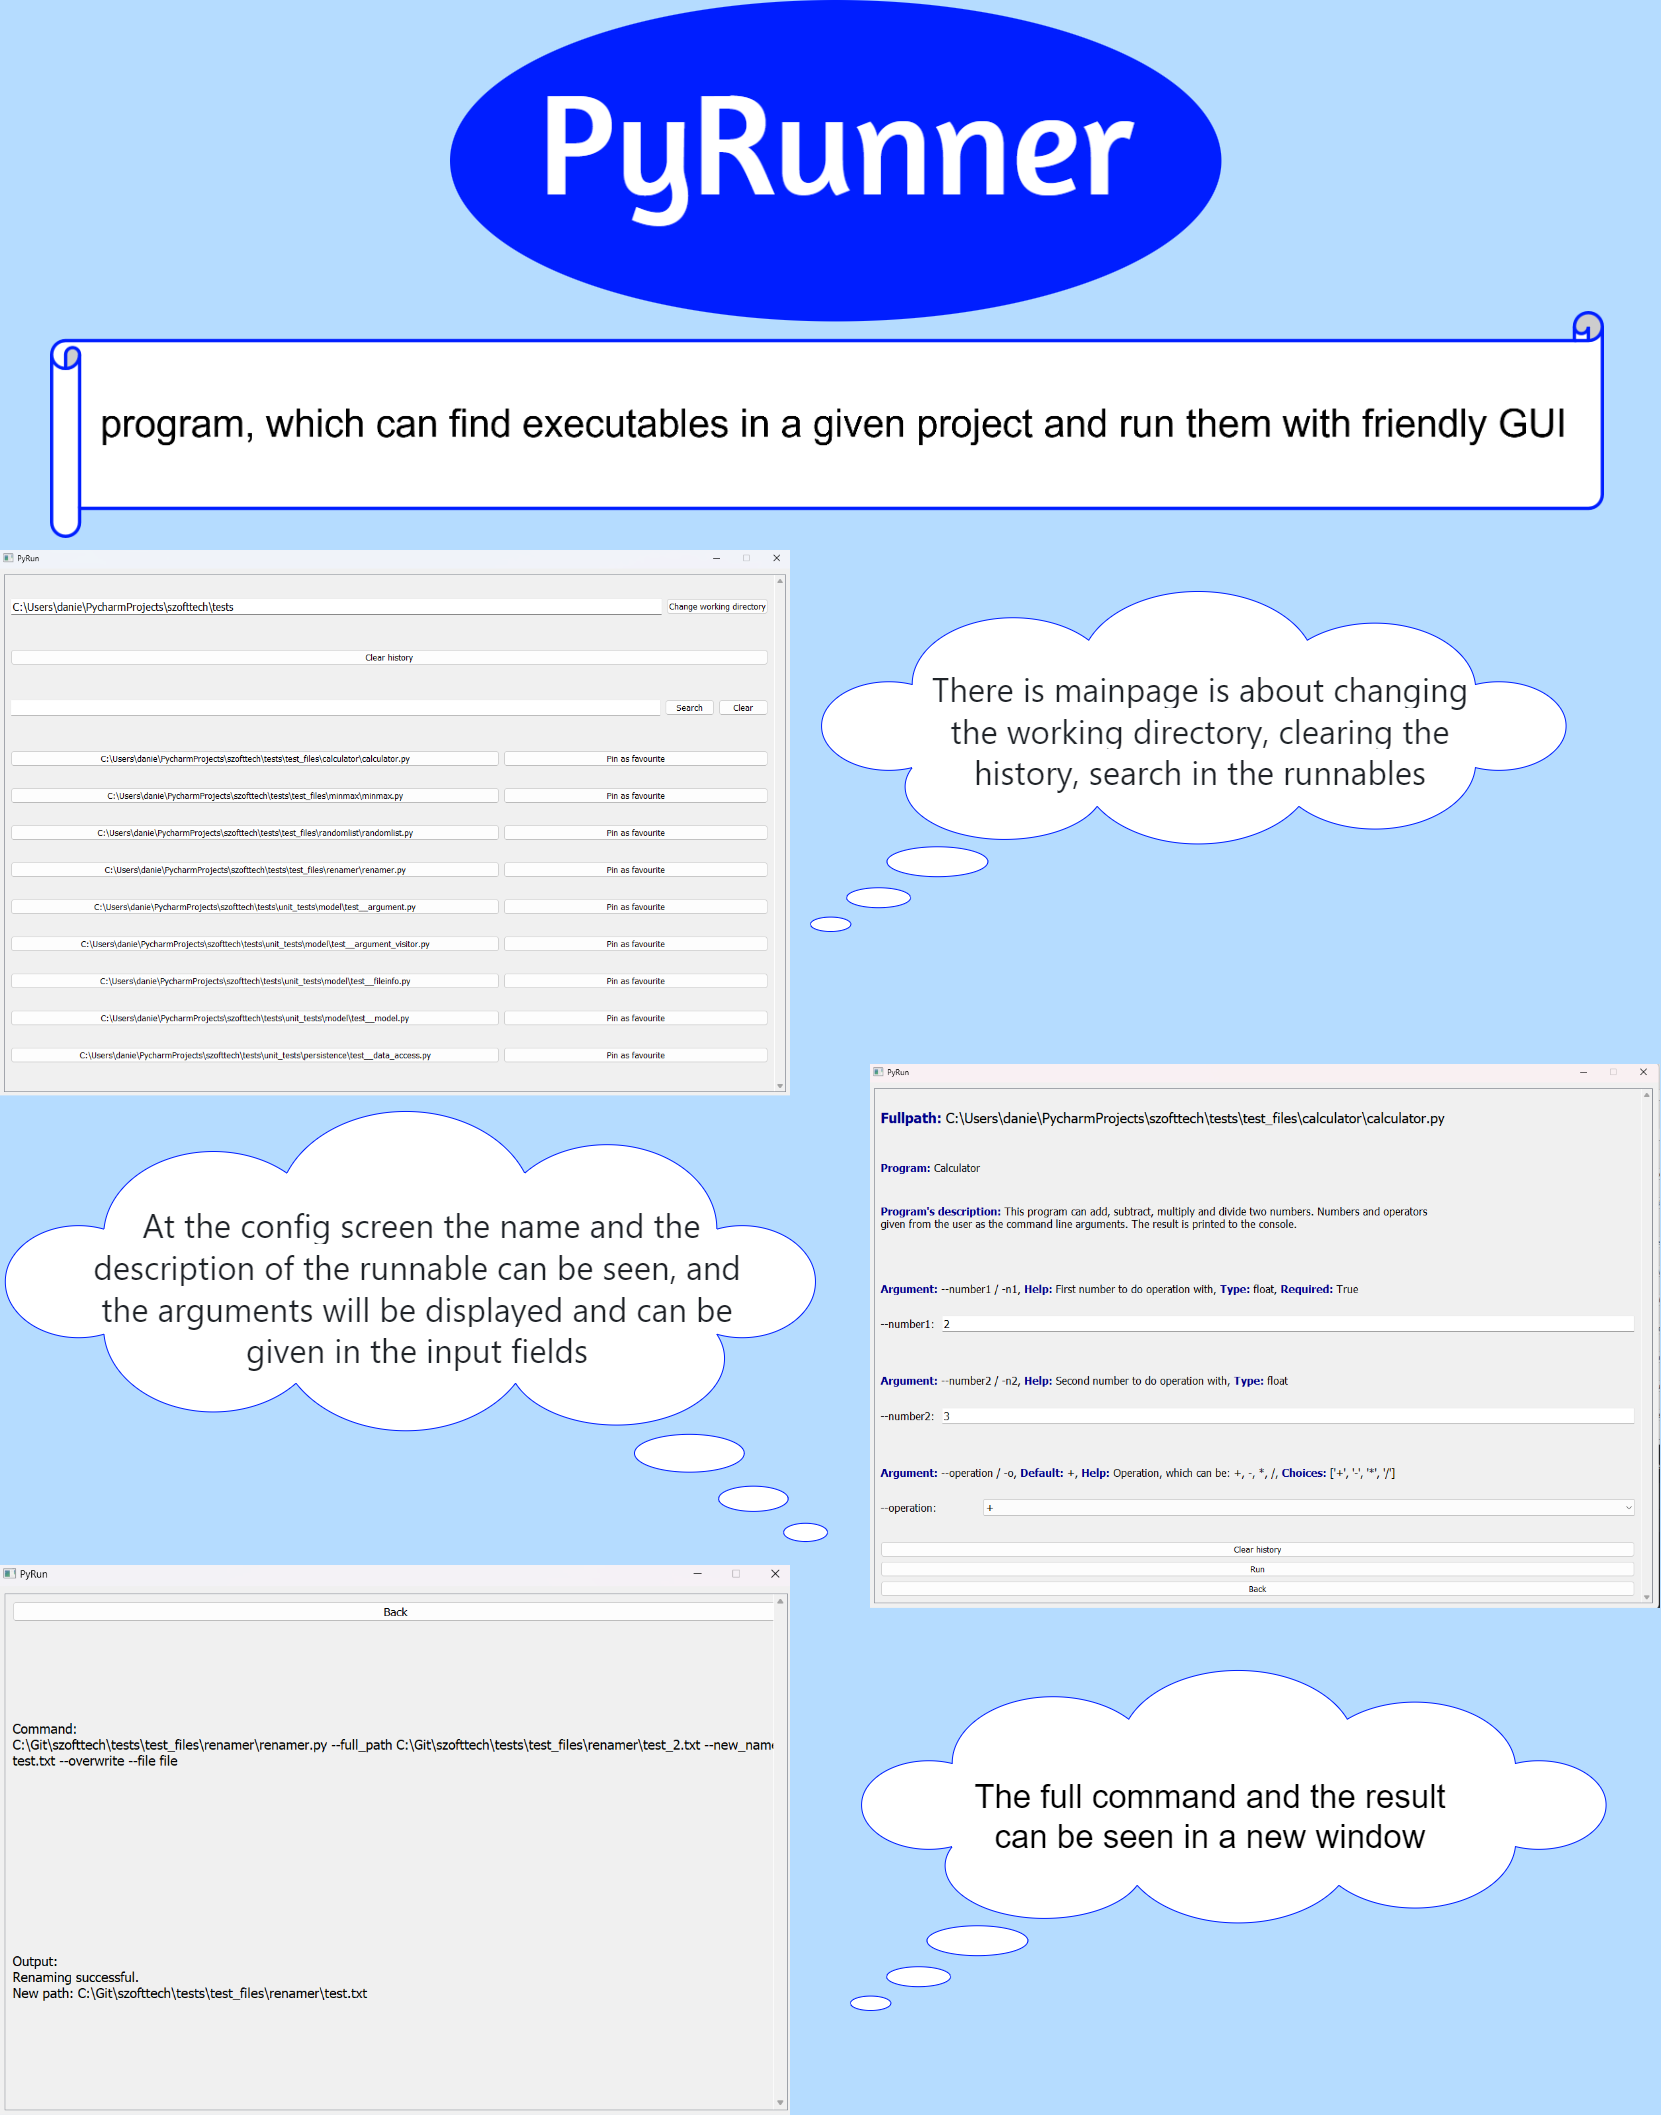 PyRunner
program, which can find executables in a given project and run them with friendly GUI
PyRun
C:\Users\danie\PycharmProjects\szofttech\tests
Change working directory
Clear history
Search
Clear
C:\Users\danie\PycharmProjects\szofttech\tests\test_files\calculator\calculator.py
Pin as favourite
C:\Users\danie\PycharmProjects\szofttech\tests\test_files\minmax\minmax.py
Pin as favourite
C:\Users\danie\PycharmProjects\szofttech\tests\test_files\randomlist\randomlist.py
Pin as favourite
C:\Users\danie\PycharmProjects\szofttech\tests\test_files\renamer\renamer.py
Pin as favourite
C:\Users\danie\PycharmProjects\szofttech\tests\unit_tests\model\test__argument.py
Pin as favourite
C:\Users\danie\PycharmProjects\szofttech\tests\unit_tests\model\test__argument_visitor.py
Pin as favourite
C:\Users\danie\PycharmProjects\szofttech\tests\unit_tests\model\test__fileinfo.py
Pin as favourite
C:\Users\danie\PycharmProjects\szofttech\tests\unit_tests\model\test__model.py
Pin as favourite
C:\Users\danie\PycharmProjects\szofttech\tests\unit_tests\persistence\test__data_access.py
Pin as favourite
There is mainpage is about changing
the working directory, clearing the
history, search in the runnables
At the config screen the name and the
description of the runnable can be seen, and
the arguments will be displayed and can be
given in the input fields
PyRun
Fullpath: C:\Users\danie\PycharmProjects\szofttech\tests\test_files\calculator\calculator.py
Program: Calculator
Program's description: This program can add, subtract, multiply and divide two numbers. Numbers and operators
given from the user as the command line arguments. The result is printed to the console.
Argument: --number1 / -n1, Help: First number to do operation with, Type: float, Required: True
--number1: 2
Argument: --number2 / -n2, Help: Second number to do operation with, Type: float
--number2: 3
Argument: --operation / -o, Default: +, Help: Operation, which can be: +, -, *, /, Choices: ['+', '-', '*', '/']
--operation: +
Clear history
Run
Back
PyRun
Back
Command:
C:\Git\szofttech\tests\test_files\renamer\renamer.py --full_path C:\Git\szofttech\tests\test_files\renamer\test_2.txt --new_name
test.txt --overwrite --file file
Output:
Renaming successful.
New path: C:\Git\szofttech\tests\test_files\renamer\test.txt
The full command and the result
can be seen in a new window